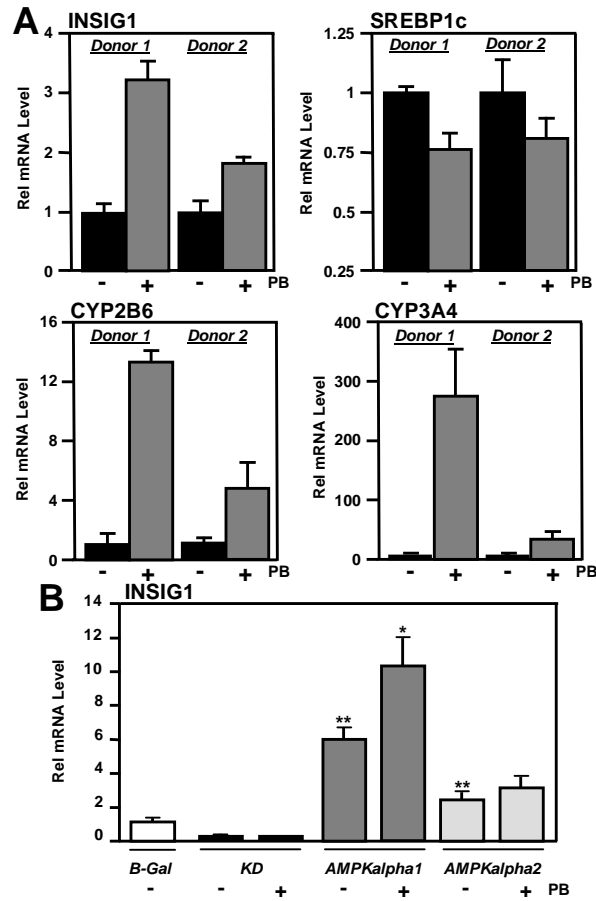 A
INSIG1
Donor 1 Donor 2
Rel mRNA Level
4
3
2
1
0
- + - + PB
SREBP1c
Donor 1 Donor 2
Rel mRNA Level
1.25
1
0.75
0.5
0.25
- + - + PB
CYP2B6
Donor 1 Donor 2
Rel mRNA Level
16
12
8
4
0
- + - + PB
CYP3A4
Donor 1 Donor 2
Rel mRNA Level
400
300
200
100
0
- + - + PB
B
INSIG1
Rel mRNA Level
14
12
10
8
6
4
2
0
** * **
B-Gal KD AMPKalpha1 AMPKalpha2
- - + - + - + PB